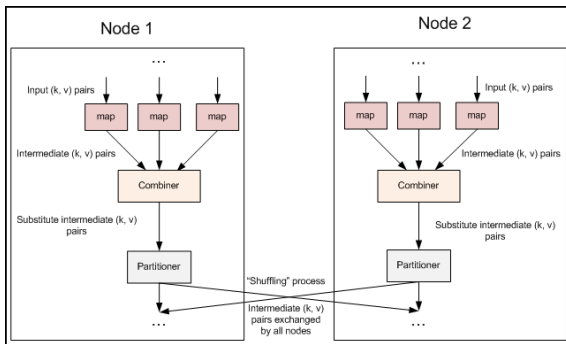 Node 1
Node 2
...
...
Input (k, v) pairs
Input (k, v) pairs
map
map
map
map
map
map
Intermediate (k, v) pairs
Intermediate (k, v) pairs
Combiner
Combiner
Substitute intermediate (k, v)
pairs
Substitute intermediate (k, v)
pairs
Partitioner
Partitioner
"Shuffling" process
Intermediate (k, v)
pairs exchanged
by all nodes
...
...